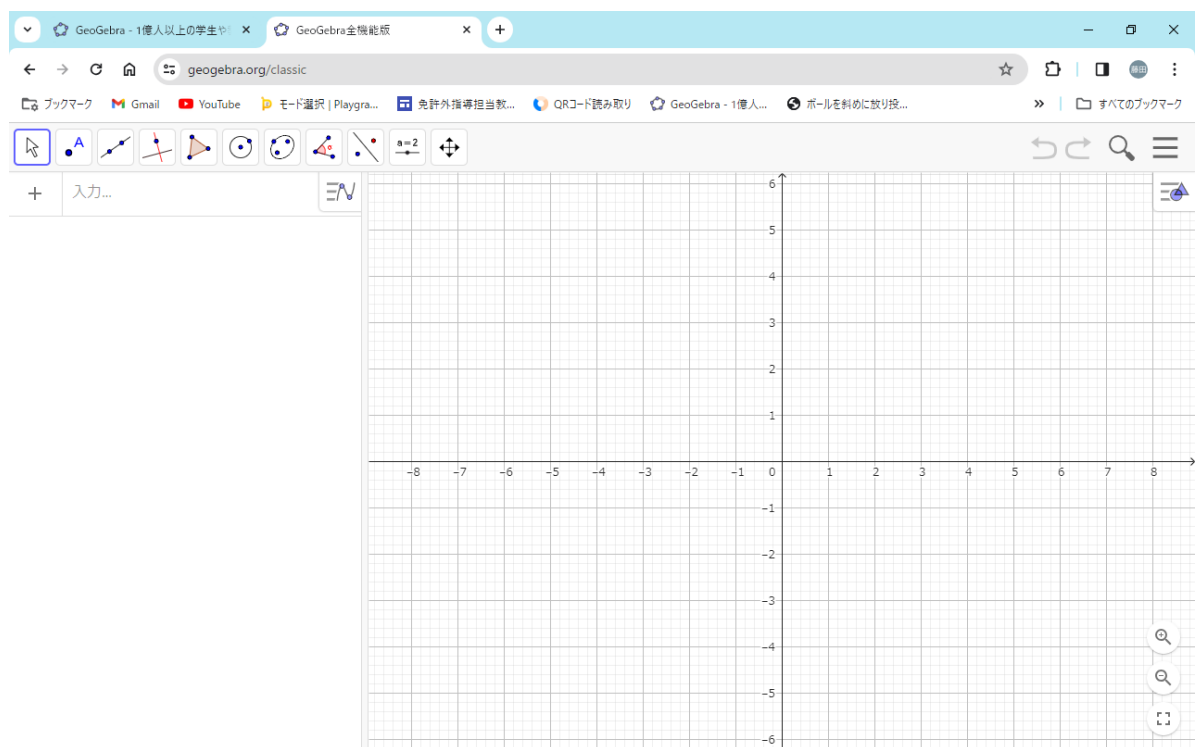 GeoGebra - 1億人以上の学生や
GeoGebra全機能版
geogebra.org/classic
藤田
ブックマーク
Gmail
YouTube
モード選択 | Playgra...
免許外指導担当教...
QRコード読み取り
GeoGebra - 1億人...
ボールを斜めに放り投...
すべてのブックマーク
A
a=2
入力...
6
5
4
3
2
1
-8 -7 -6 -5 -4 -3 -2 -1 0 1 2 3 4 5 6 7 8
-1
-2
-3
-4
-5
-6